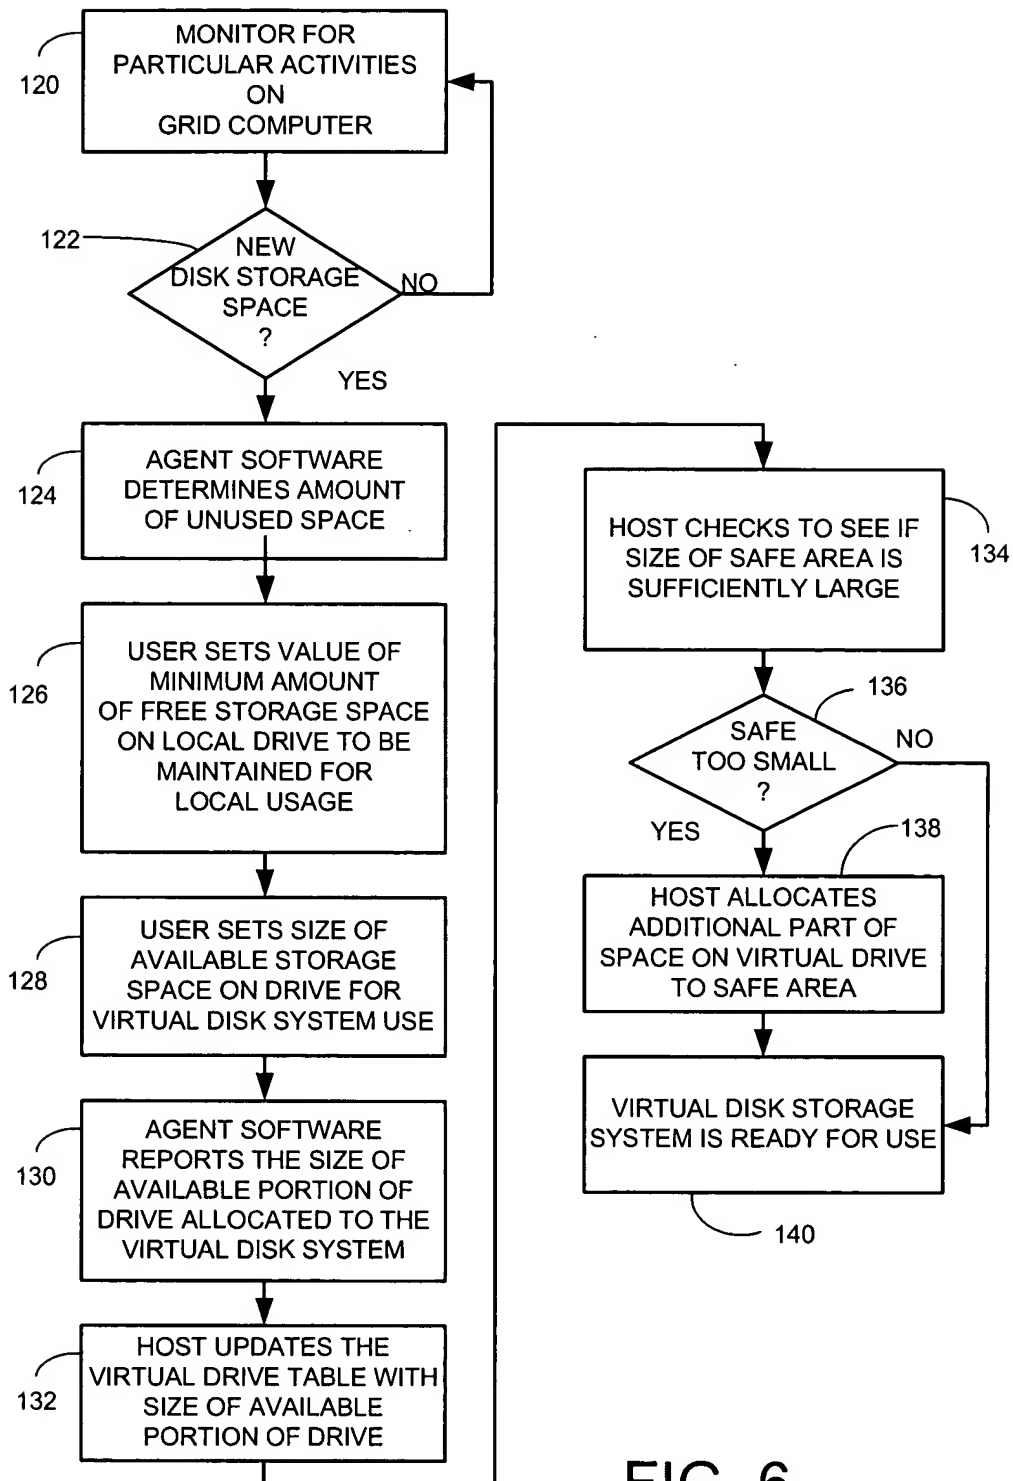 MONITOR FOR
PARTICULAR ACTIVITIES
ON
GRID COMPUTER
120
122
NEW
DISK STORAGE
SPACE
?
NO
YES
AGENT SOFTWARE
DETERMINES AMOUNT
OF UNUSED SPACE
124
USER SETS VALUE OF
MINIMUM AMOUNT
OF FREE STORAGE SPACE
ON LOCAL DRIVE TO BE
MAINTAINED FOR
LOCAL USAGE
126
USER SETS SIZE OF
AVAILABLE STORAGE
SPACE ON DRIVE FOR
VIRTUAL DISK SYSTEM USE
128
AGENT SOFTWARE
REPORTS THE SIZE OF
AVAILABLE PORTION OF
DRIVE ALLOCATED TO THE
VIRTUAL DISK SYSTEM
130
HOST UPDATES THE
VIRTUAL DRIVE TABLE WITH
SIZE OF AVAILABLE
PORTION OF DRIVE
132
HOST CHECKS TO SEE IF
SIZE OF SAFE AREA IS
SUFFICIENTLY LARGE
134
136
SAFE
TOO SMALL
?
NO
YES
138
HOST ALLOCATES
ADDITIONAL PART OF
SPACE ON VIRTUAL DRIVE
TO SAFE AREA
VIRTUAL DISK STORAGE
SYSTEM IS READY FOR USE
140
FIG. 6